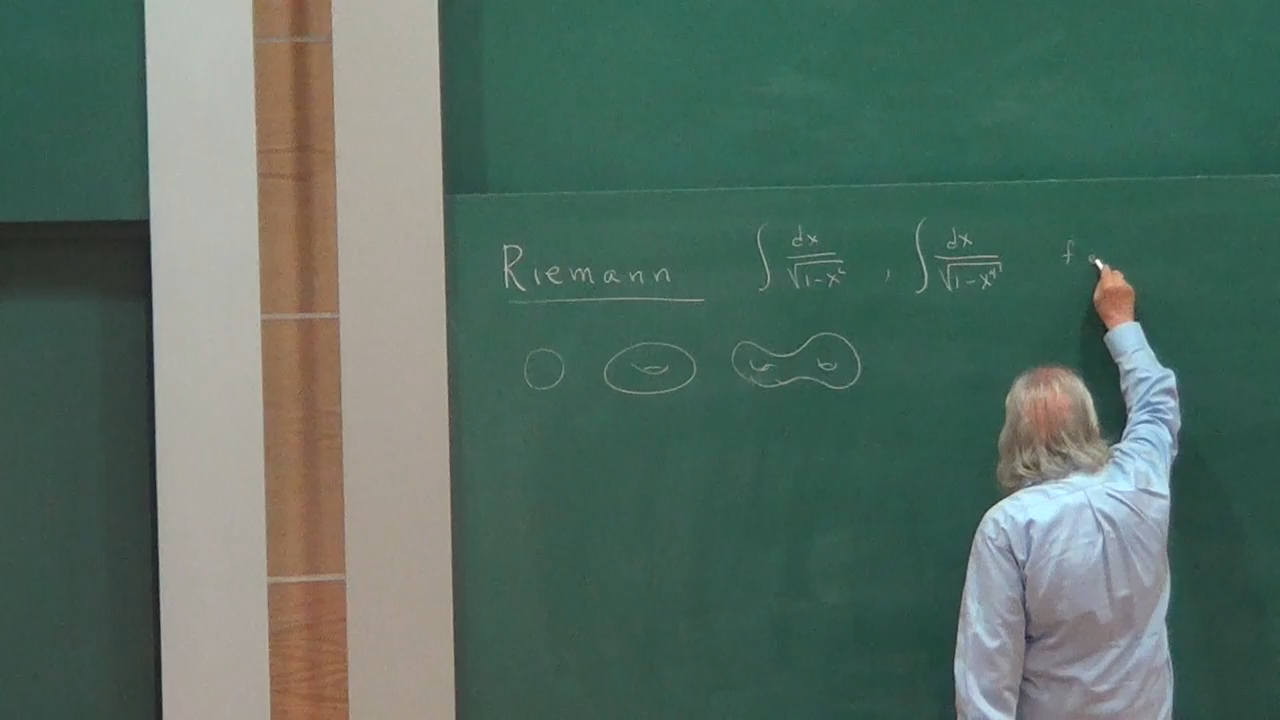 Riemann ∫ dx/√(1-x²) , ∫ dx/√(1-x⁴) f